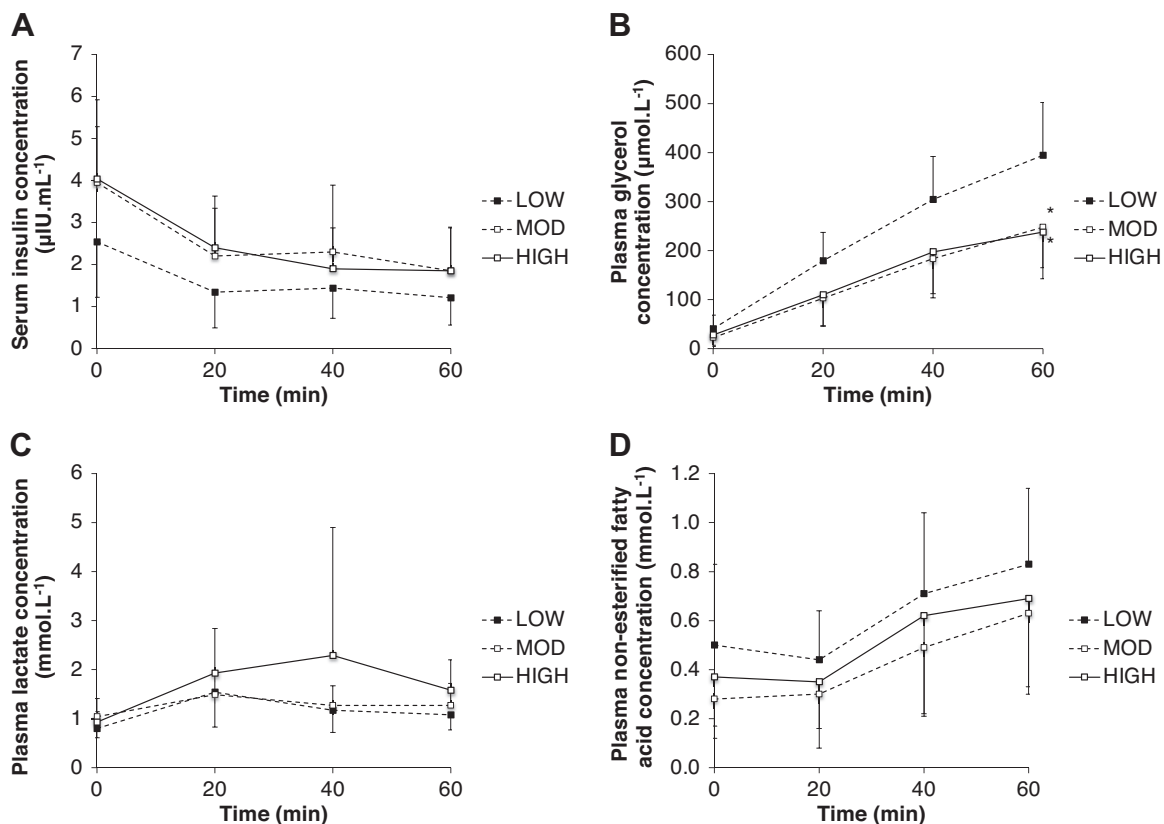 A
Serum insulin concentration
(µIU.mL⁻¹)
7
6
5
4
3
2
1
0
0 20 40 60
Time (min)
LOW
MOD
HIGH
B
Plasma glycerol
concentration (µmol.L⁻¹)
600
500
400
300
200
100
0
*
*
0 20 40 60
Time (min)
LOW
MOD
HIGH
C
Plasma lactate concentration
(mmol.L⁻¹)
6
5
4
3
2
1
0
0 20 40 60
Time (min)
LOW
MOD
HIGH
D
Plasma non-esterified fatty
acid concentration (mmol.L⁻¹)
1.2
1.0
0.8
0.6
0.4
0.2
0.0
0 20 40 60
Time (min)
LOW
MOD
HIGH